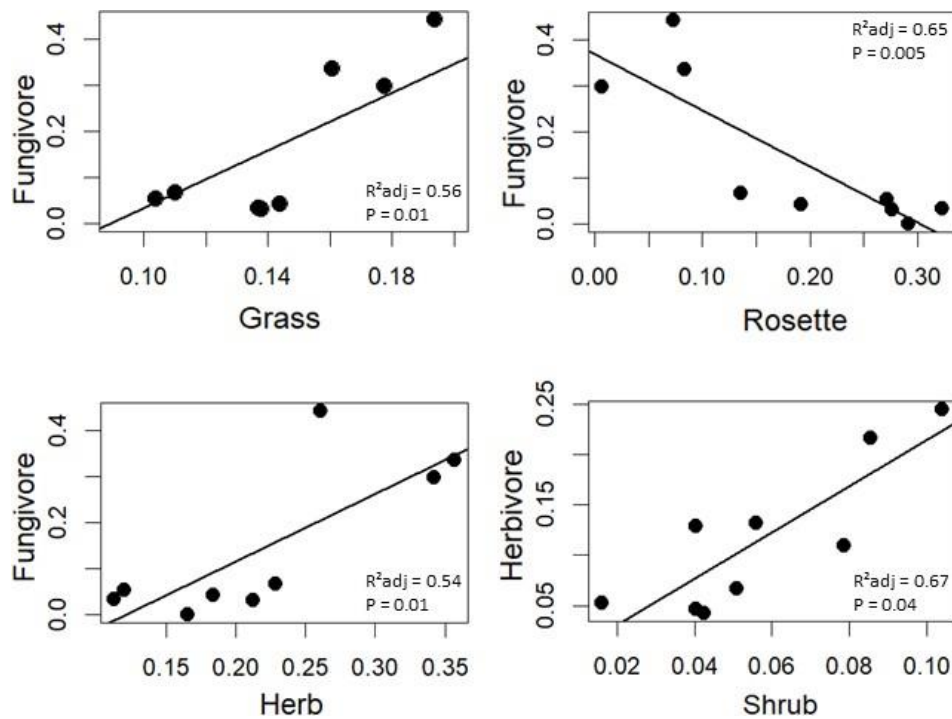 Fungivore
0.0 0.2 0.4
R²adj = 0.56
P = 0.01
0.10 0.14 0.18
Grass
Fungivore
0.0 0.2 0.4
R²adj = 0.65
P = 0.005
0.00 0.10 0.20 0.30
Rosette
Fungivore
0.0 0.2 0.4
R²adj = 0.54
P = 0.01
0.15 0.20 0.25 0.30 0.35
Herb
Herbivore
0.05 0.15 0.25
R²adj = 0.67
P = 0.04
0.02 0.04 0.06 0.08 0.10
Shrub